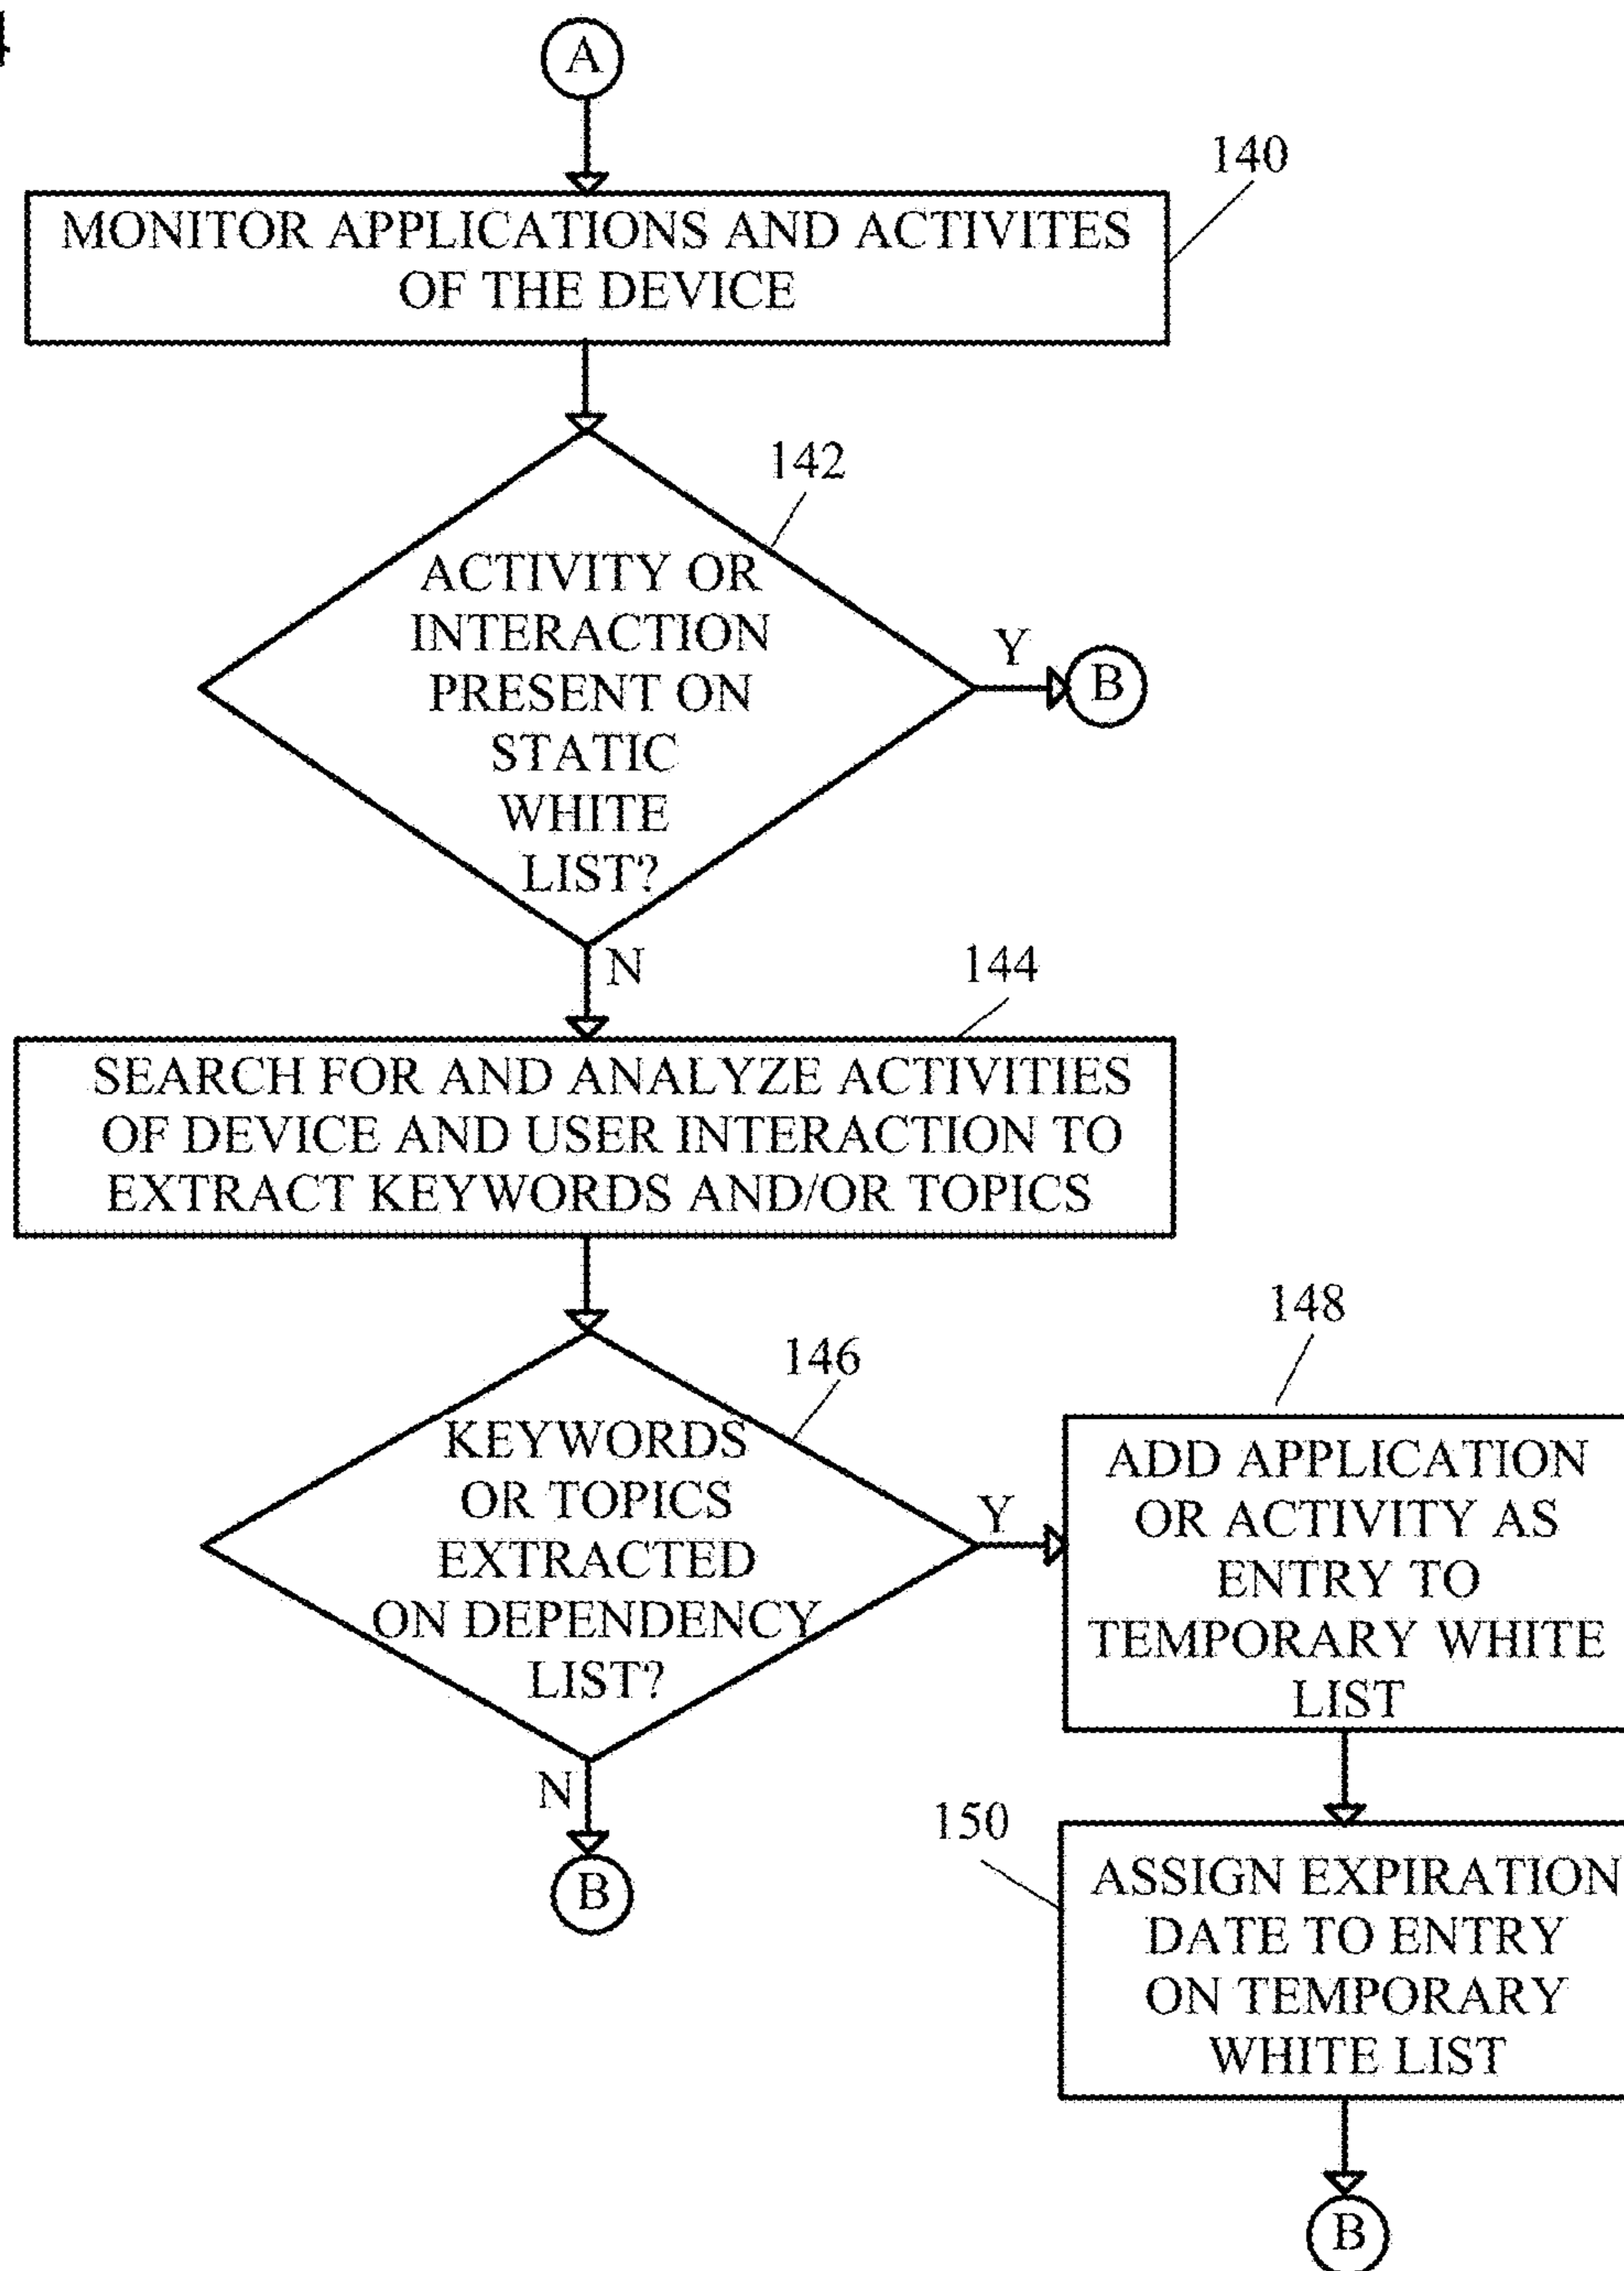 4
A
140
MONITOR APPLICATIONS AND ACTIVITES
OF THE DEVICE
142
ACTIVITY OR
INTERACTION
PRESENT ON
STATIC
WHITE
LIST?
Y
B
N
144
SEARCH FOR AND ANALYZE ACTIVITIES
OF DEVICE AND USER INTERACTION TO
EXTRACT KEYWORDS AND/OR TOPICS
146
KEYWORDS
OR TOPICS
EXTRACTED
ON DEPENDENCY
LIST?
Y
148
ADD APPLICATION
OR ACTIVITY AS
ENTRY TO
TEMPORARY WHITE
LIST
N
B
150
ASSIGN EXPIRATION
DATE TO ENTRY
ON TEMPORARY
WHITE LIST
B